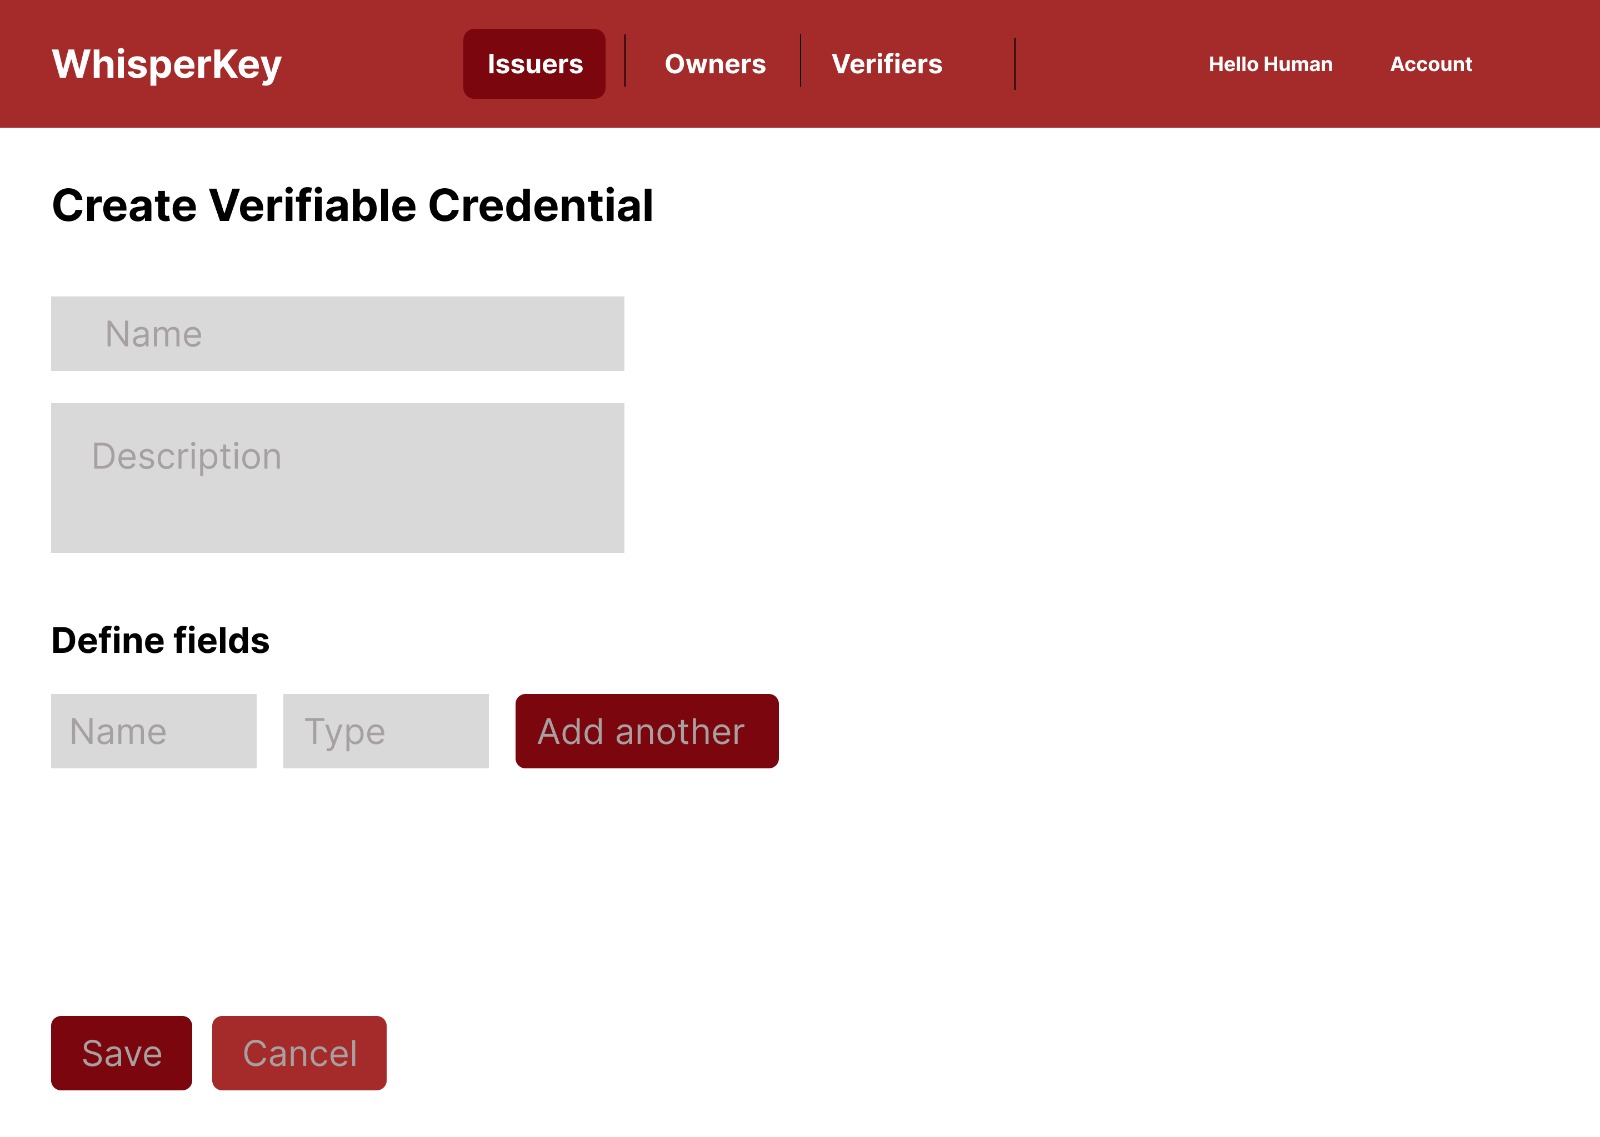 WhisperKey
Issuers
Owners
Verifiers
Hello Human
Account
Create Verifiable Credential
Name
Description
Define fields
Name
Type
Add another
Save
Cancel